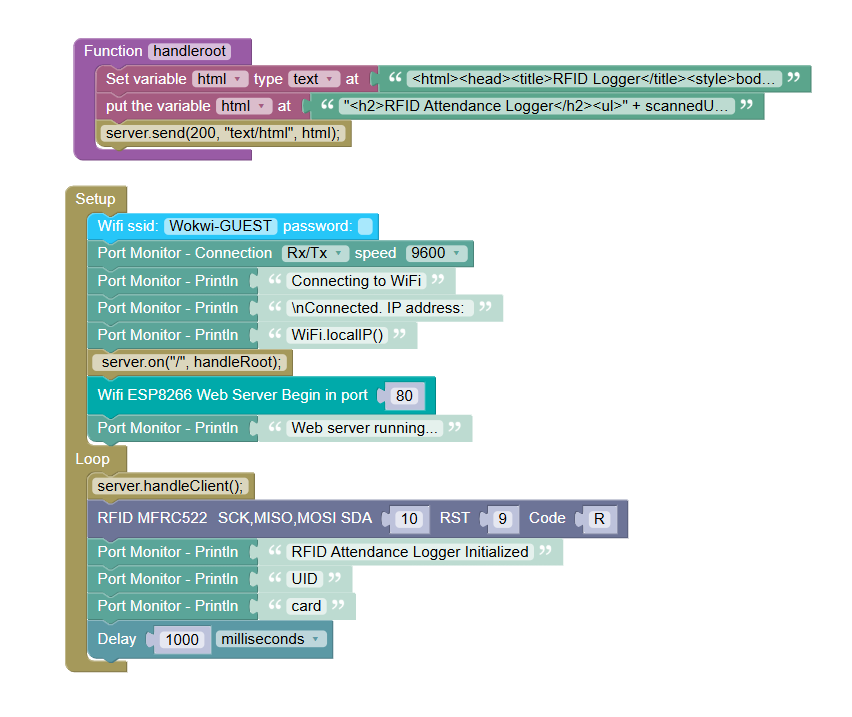 Function handleroot
Set variable html type text at “ <html><head><title>RFID Logger</title><style>bod... ”
put the variable html at “ "<h2>RFID Attendance Logger</h2><ul>" + scannedU... ”
server.send(200, "text/html", html);
Setup
Wifi ssid: Wokwi-GUEST password:
Port Monitor - Connection Rx/Tx speed 9600
Port Monitor - Println “ Connecting to WiFi ”
Port Monitor - Println “ \nConnected. IP address: ”
Port Monitor - Println “ WiFi.localIP() ”
server.on("/", handleRoot);
Wifi ESP8266 Web Server Begin in port 80
Port Monitor - Println “ Web server running... ”
Loop
server.handleClient();
RFID MFRC522 SCK,MISO,MOSI SDA 10 RST 9 Code R
Port Monitor - Println “ RFID Attendance Logger Initialized ”
Port Monitor - Println “ UID ”
Port Monitor - Println “ card ”
Delay 1000 milliseconds